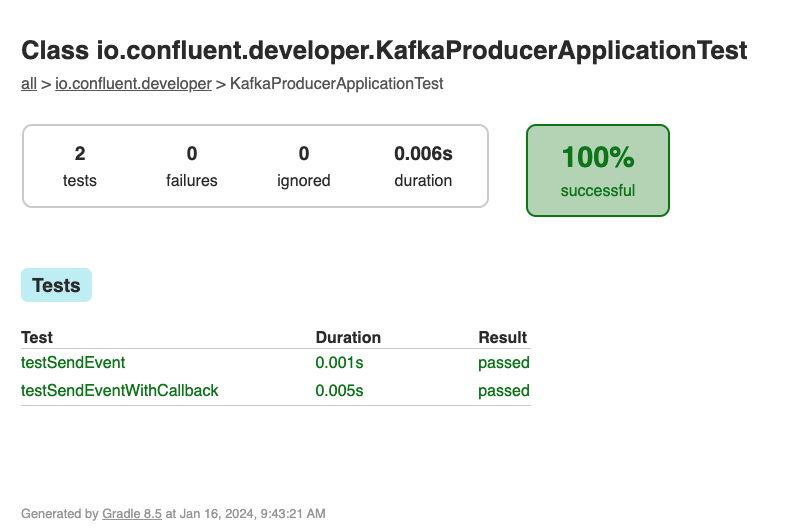 Class io.confluent.developer.KafkaProducerApplicationTest
all > io.confluent.developer > KafkaProducerApplicationTest
2 0 0 0.006s 100%
tests failures ignored duration successful
Tests
Test Duration Result
testSendEvent 0.001s passed
testSendEventWithCallback 0.005s passed
Generated by Gradle 8.5 at Jan 16, 2024, 9:43:21 AM